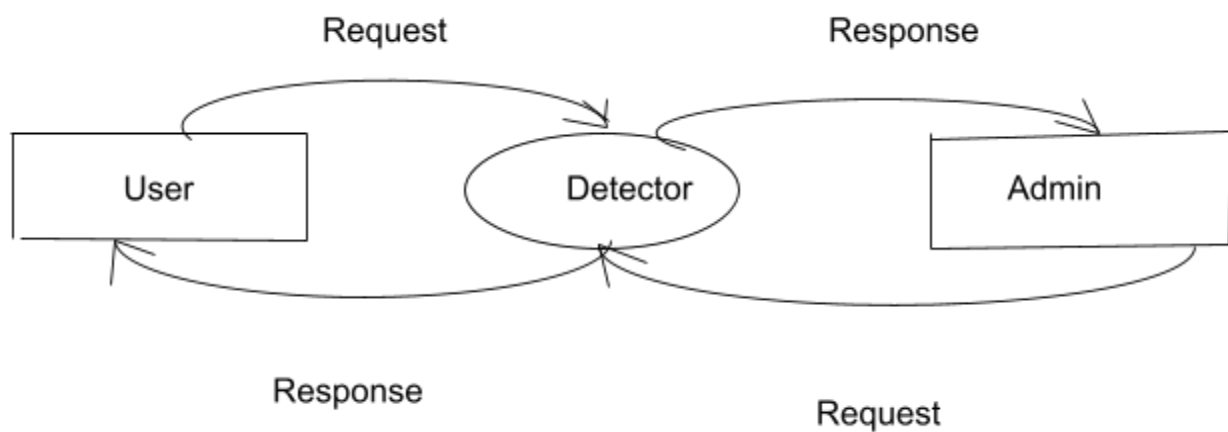 Request
Response
User
Detector
Admin
Response
Request